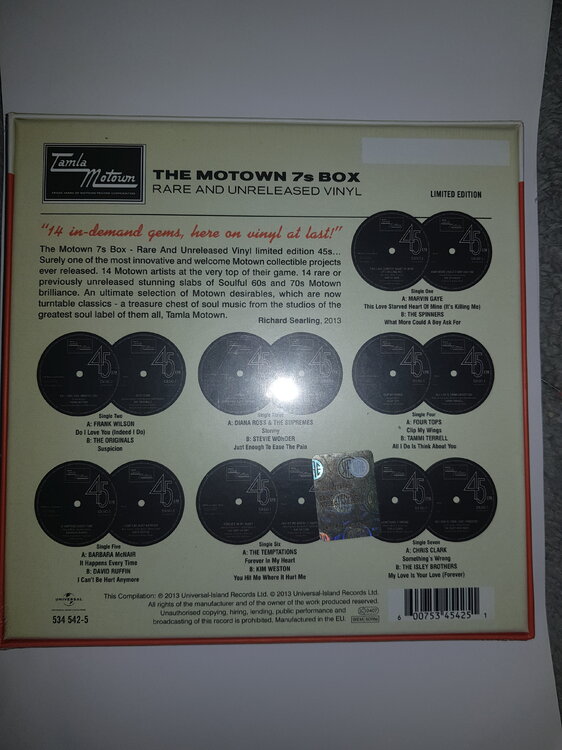 Tamla
Motown
THE MOTOWN 7s BOX
RARE AND UNRELEASED VINYL
LIMITED EDITION
“14 in-demand gems, here on vinyl at last!”
The Motown 7s Box - Rare And Unreleased Vinyl limited edition 45s...
Surely one of the most innovative and welcome Motown collectible projects
ever released. 14 Motown artists at the very top of their game. 14 rare or
previously unreleased stunning slabs of Soulful 60s and 70s Motown
brilliance. An ultimate selection of Motown desirables, which are now
turntable classics - a treasure chest of soul music from the studios of the
greatest soul label of them all, Tamla Motown.
Richard Searling, 2013
Single One
A: MARVIN GAYE
This Love Starved Heart Of Mine (It's Killing Me)
B: THE SPINNERS
What More Could A Boy Ask For
Single Two
A: FRANK WILSON
Do I Love You (Indeed I Do)
B: THE ORIGINALS
Suspicion
Single Three
A: DIANA ROSS & THE SUPREMES
Stormy
B: STEVIE WONDER
Just Enough To Ease The Pain
Single Four
A: FOUR TOPS
Clip My Wings
B: TAMMI TERRELL
All I Do Is Think About You
Single Five
A: BARBARA McNAIR
It Happens Every Time
B: DAVID RUFFIN
I Can't Be Hurt Anymore
Single Six
A: THE TEMPTATIONS
Forever In My Heart
B: KIM WESTON
You Hit Me Where It Hurt Me
Single Seven
A: CHRIS CLARK
Something's Wrong
B: THE ISLEY BROTHERS
My Love Is Your Love (Forever)
UNIVERSAL
534 542-5
This Compilation: ℗ 2013 Universal-Island Records Ltd. © 2013 Universal-Island Records Ltd.
All rights of the manufacturer and of the owner of the work produced reserved.
Unauthorised copying, hiring, lending, public performance and
broadcasting of this record is prohibited. Manufactured in the EU.
6 00753 45425 1